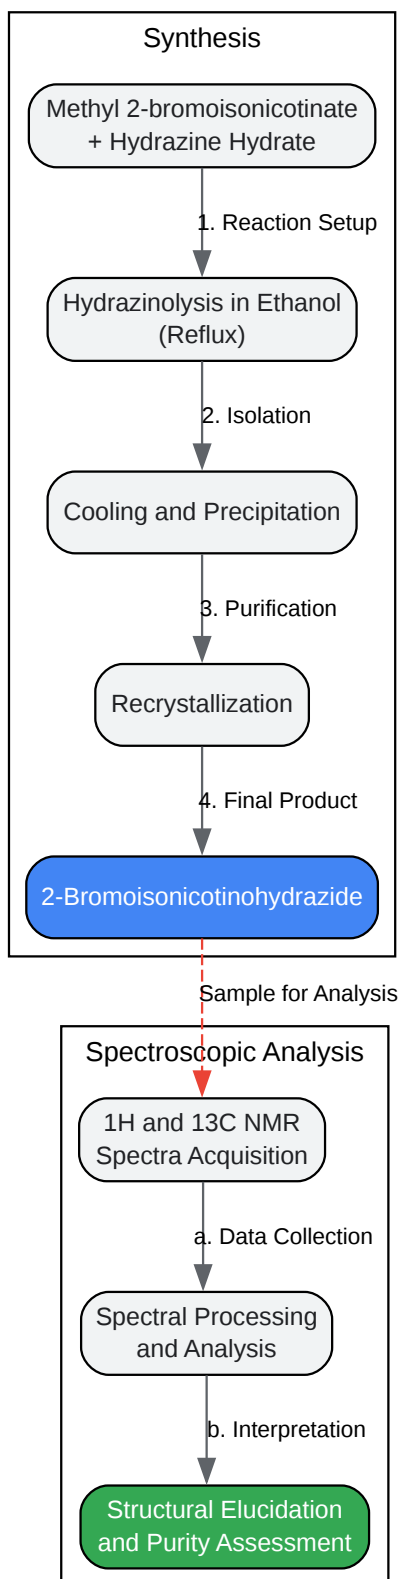 Synthesis
Methyl 2-bromoisonicotinate
+ Hydrazine Hydrate
1. Reaction Setup
Hydrazinolysis in Ethanol
(Reflux)
2. Isolation
Cooling and Precipitation
3. Purification
Recrystallization
4. Final Product
2-Bromoisonicotinohydrazide
Sample for Analysis
Spectroscopic Analysis
1H and 13C NMR
Spectra Acquisition
a. Data Collection
Spectral Processing
and Analysis
b. Interpretation
Structural Elucidation
and Purity Assessment